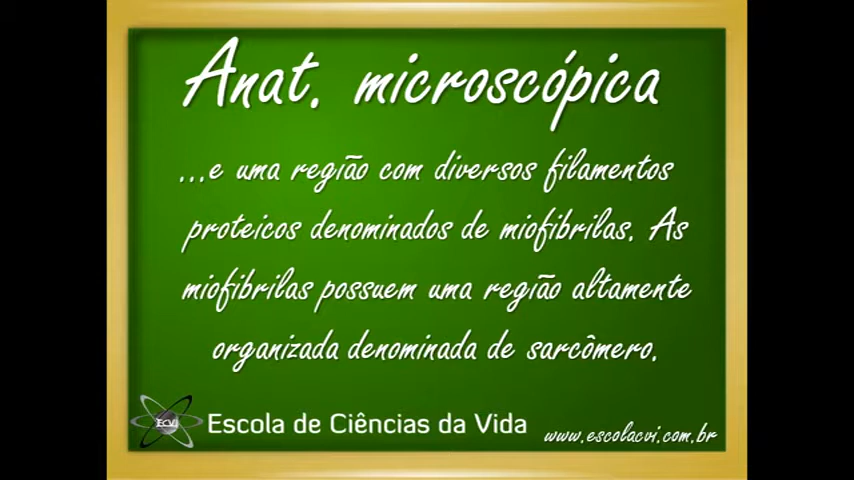 Anat. microscópica
...e uma região com diversos filamentos
proteicos denominados de miofibrilas. As
miofibrilas possuem uma região altamente
organizada denominada de sarcômero.
ECVI
Escola de Ciências da Vida
www.escolacvi.com.br